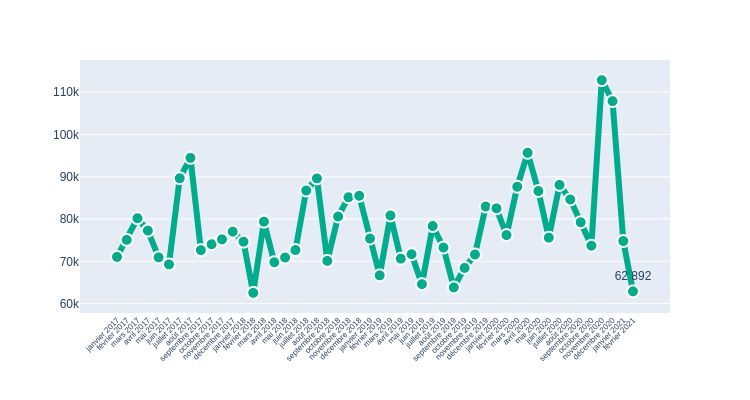 110k
100k
90k
80k
70k
60k
62,892
janvier 2017
février 2017
mars 2017
avril 2017
mai 2017
juin 2017
juillet 2017
août 2017
septembre 2017
octobre 2017
novembre 2017
décembre 2017
janvier 2018
février 2018
mars 2018
avril 2018
mai 2018
juin 2018
juillet 2018
août 2018
septembre 2018
octobre 2018
novembre 2018
décembre 2018
janvier 2019
février 2019
mars 2019
avril 2019
mai 2019
juin 2019
juillet 2019
août 2019
septembre 2019
octobre 2019
novembre 2019
décembre 2019
janvier 2020
février 2020
mars 2020
avril 2020
mai 2020
juin 2020
juillet 2020
août 2020
septembre 2020
octobre 2020
novembre 2020
décembre 2020
janvier 2021
février 2021